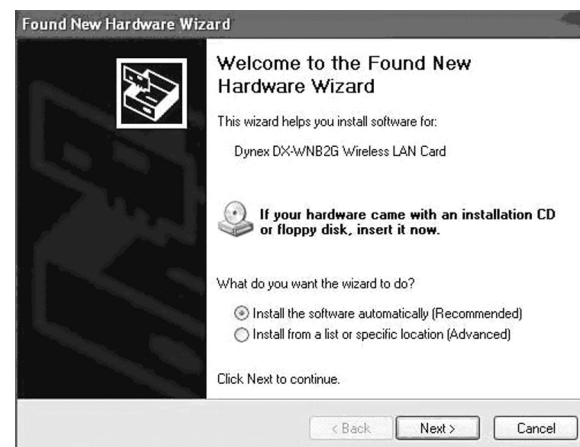 Found New Hardware Wizard
Welcome to the Found New
Hardware Wizard
This wizard helps you install software for:
Dynex DX-WNB2G Wireless LAN Card
If your hardware came with an installation CD
or floppy disk, insert it now.
What do you want the wizard to do?
Install the software automatically (Recommended)
Install from a list or specific location (Advanced)
Click Next to continue.
< Back
Next >
Cancel